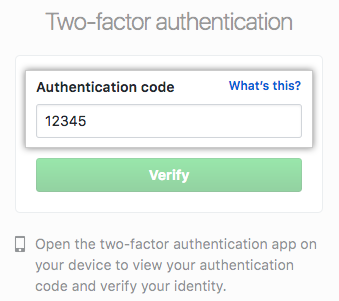 Two-factor authentication
Authentication code What's this?
12345
Verify
Open the two-factor authentication app on
your device to view your authentication
code and verify your identity.